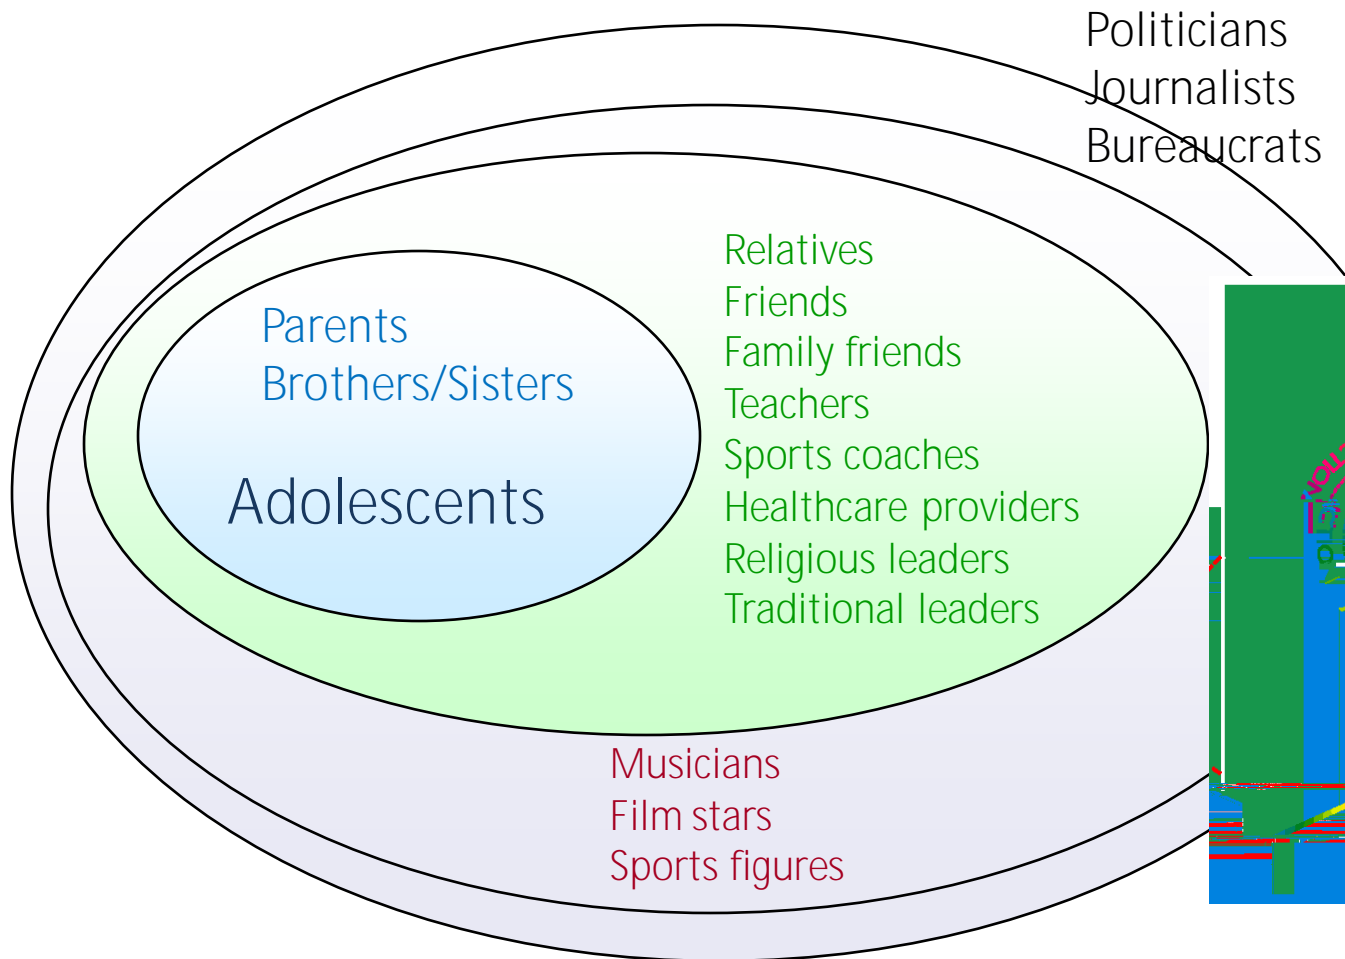 Politicians
Journalists
Bureaucrats
Relatives
Friends
Family friends
Teachers
Sports coaches
Healthcare providers
Religious leaders
Traditional leaders
Parents
Brothers/Sisters
Adolescents
Musicians
Film stars
Sports figures